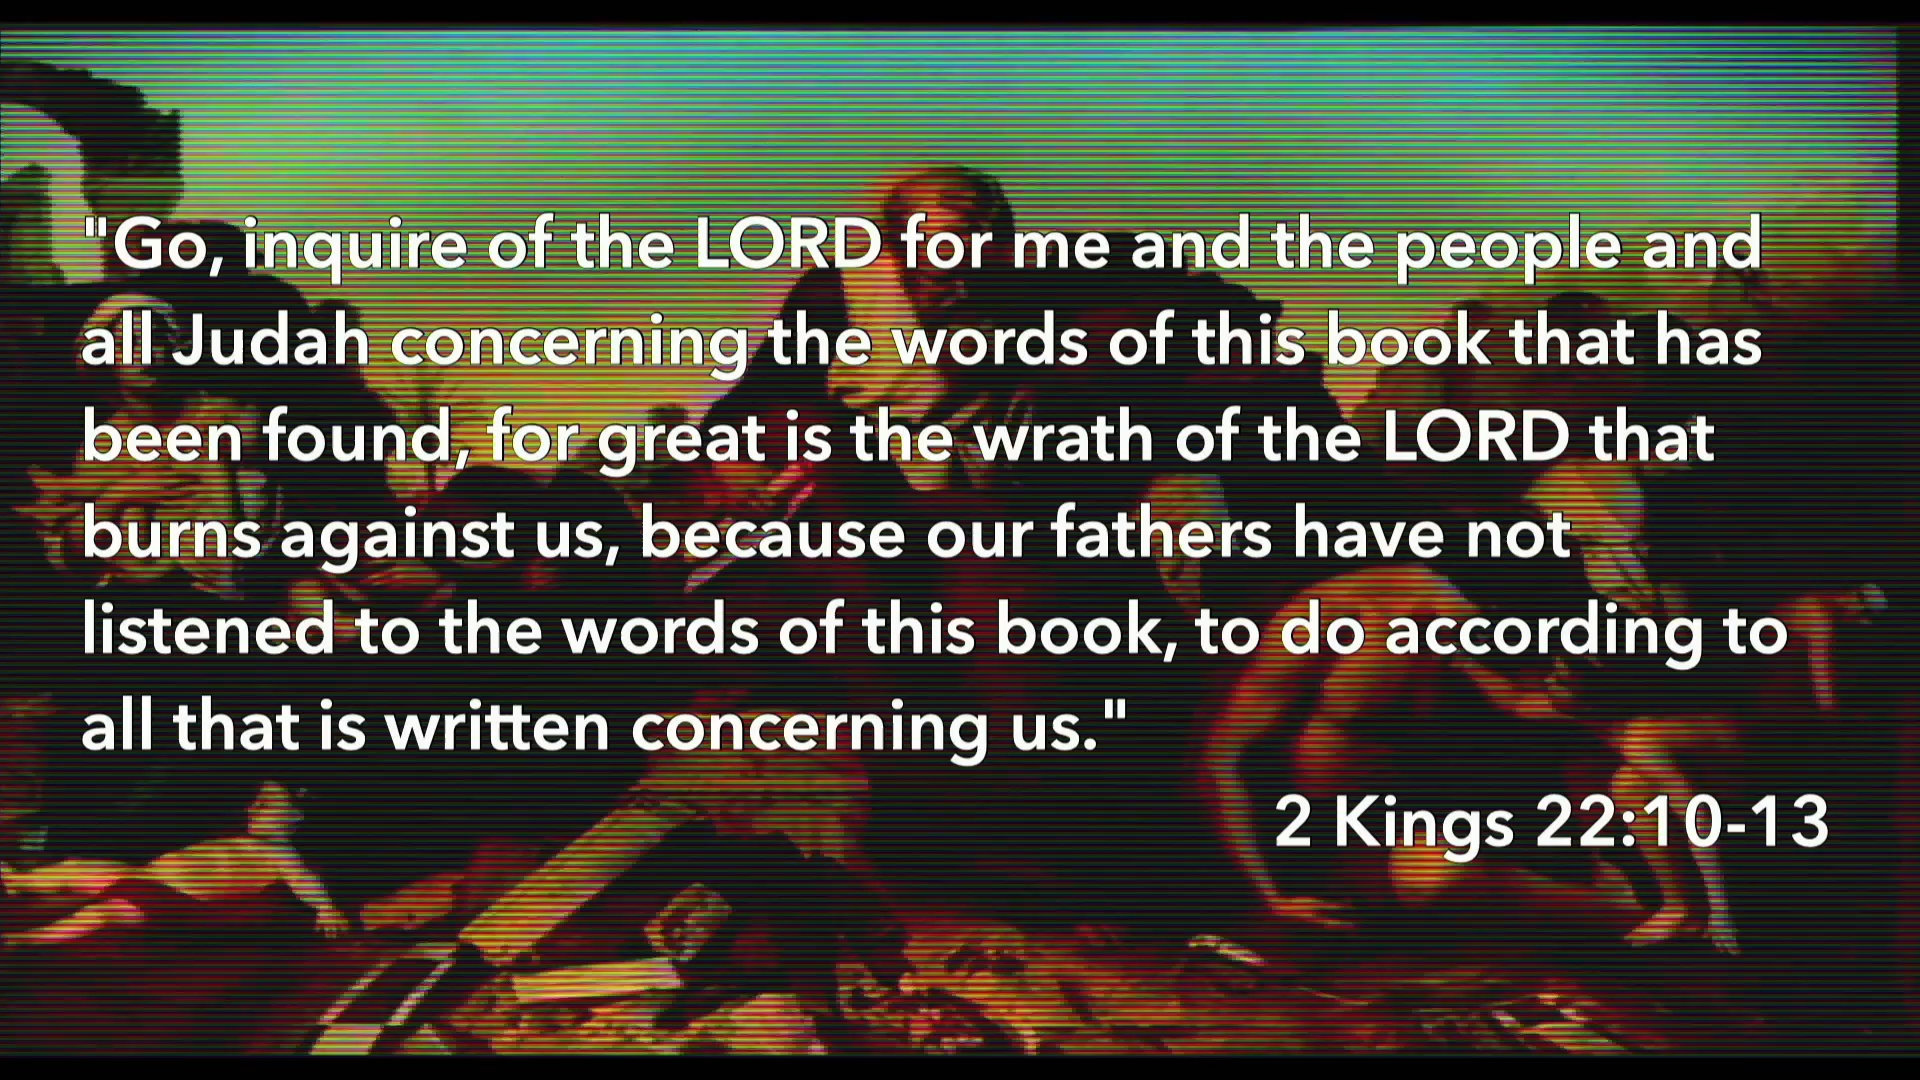 "Go, inquire of the LORD for me and the people and
all Judah concerning the words of this book that has
been found, for great is the wrath of the LORD that
burns against us, because our fathers have not
listened to the words of this book, to do according to
all that is written concerning us."
2 Kings 22:10-13